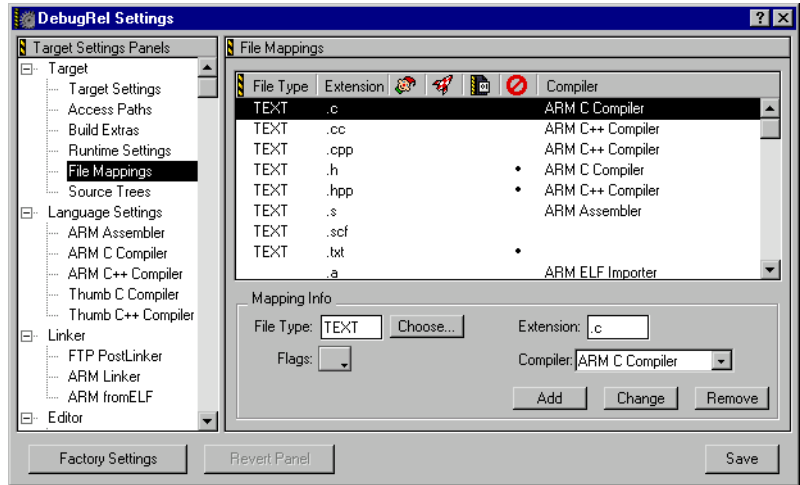 DebugRel Settings
Target Settings Panels
Target
Target Settings
Access Paths
Build Extras
Runtime Settings
File Mappings
Source Trees
Language Settings
ARM Assembler
ARM C Compiler
ARM C++ Compiler
Thumb C Compiler
Thumb C++ Compiler
Linker
FTP PostLinker
ARM Linker
ARM fromELF
Editor
File Mappings
File Type Extension Compiler
TEXT .c ARM C Compiler
TEXT .cc ARM C++ Compiler
TEXT .cpp ARM C++ Compiler
TEXT .h • ARM C Compiler
TEXT .hpp • ARM C++ Compiler
TEXT .s ARM Assembler
TEXT .scf
TEXT .txt •
.a ARM ELF Importer
Mapping Info
File Type: TEXT Choose... Extension: .c
Flags: Compiler: ARM C Compiler
Add Change Remove
Factory Settings Revert Panel Save